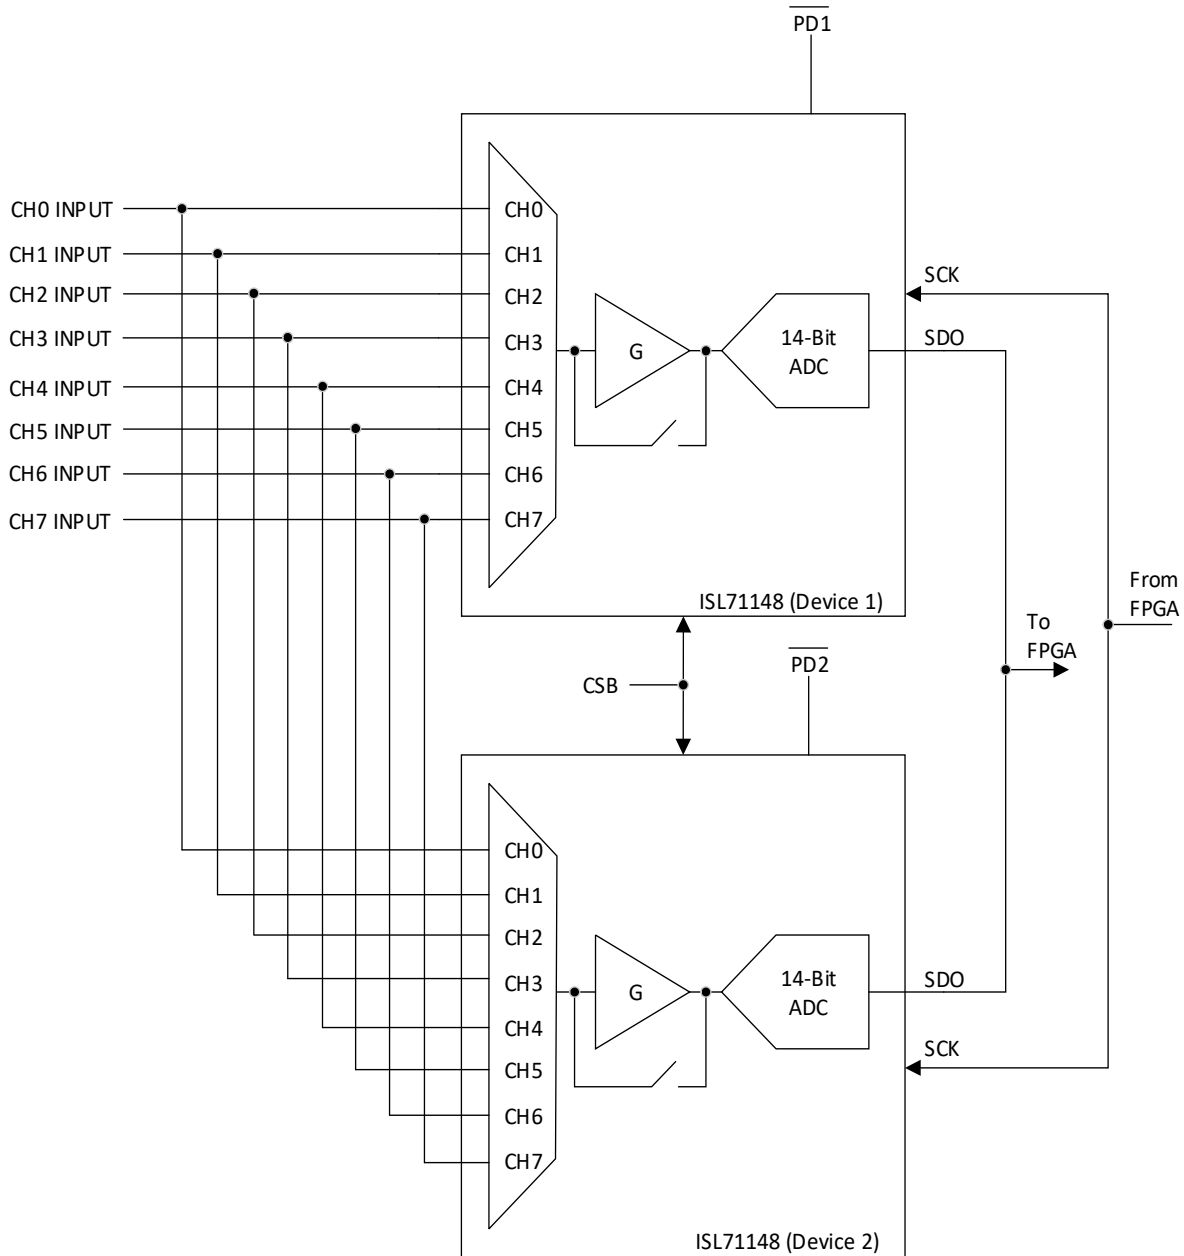 PD1
CH0 INPUT
CH1 INPUT
CH2 INPUT
CH3 INPUT
CH4 INPUT
CH5 INPUT
CH6 INPUT
CH7 INPUT
CH0
CH1
CH2
CH3
CH4
CH5
CH6
CH7
G
14-Bit
ADC
SCK
SDO
ISL71148 (Device 1)
From
FPGA
To
FPGA
CSB
PD2
CH0
CH1
CH2
CH3
CH4
CH5
CH6
CH7
G
14-Bit
ADC
SDO
SCK
ISL71148 (Device 2)